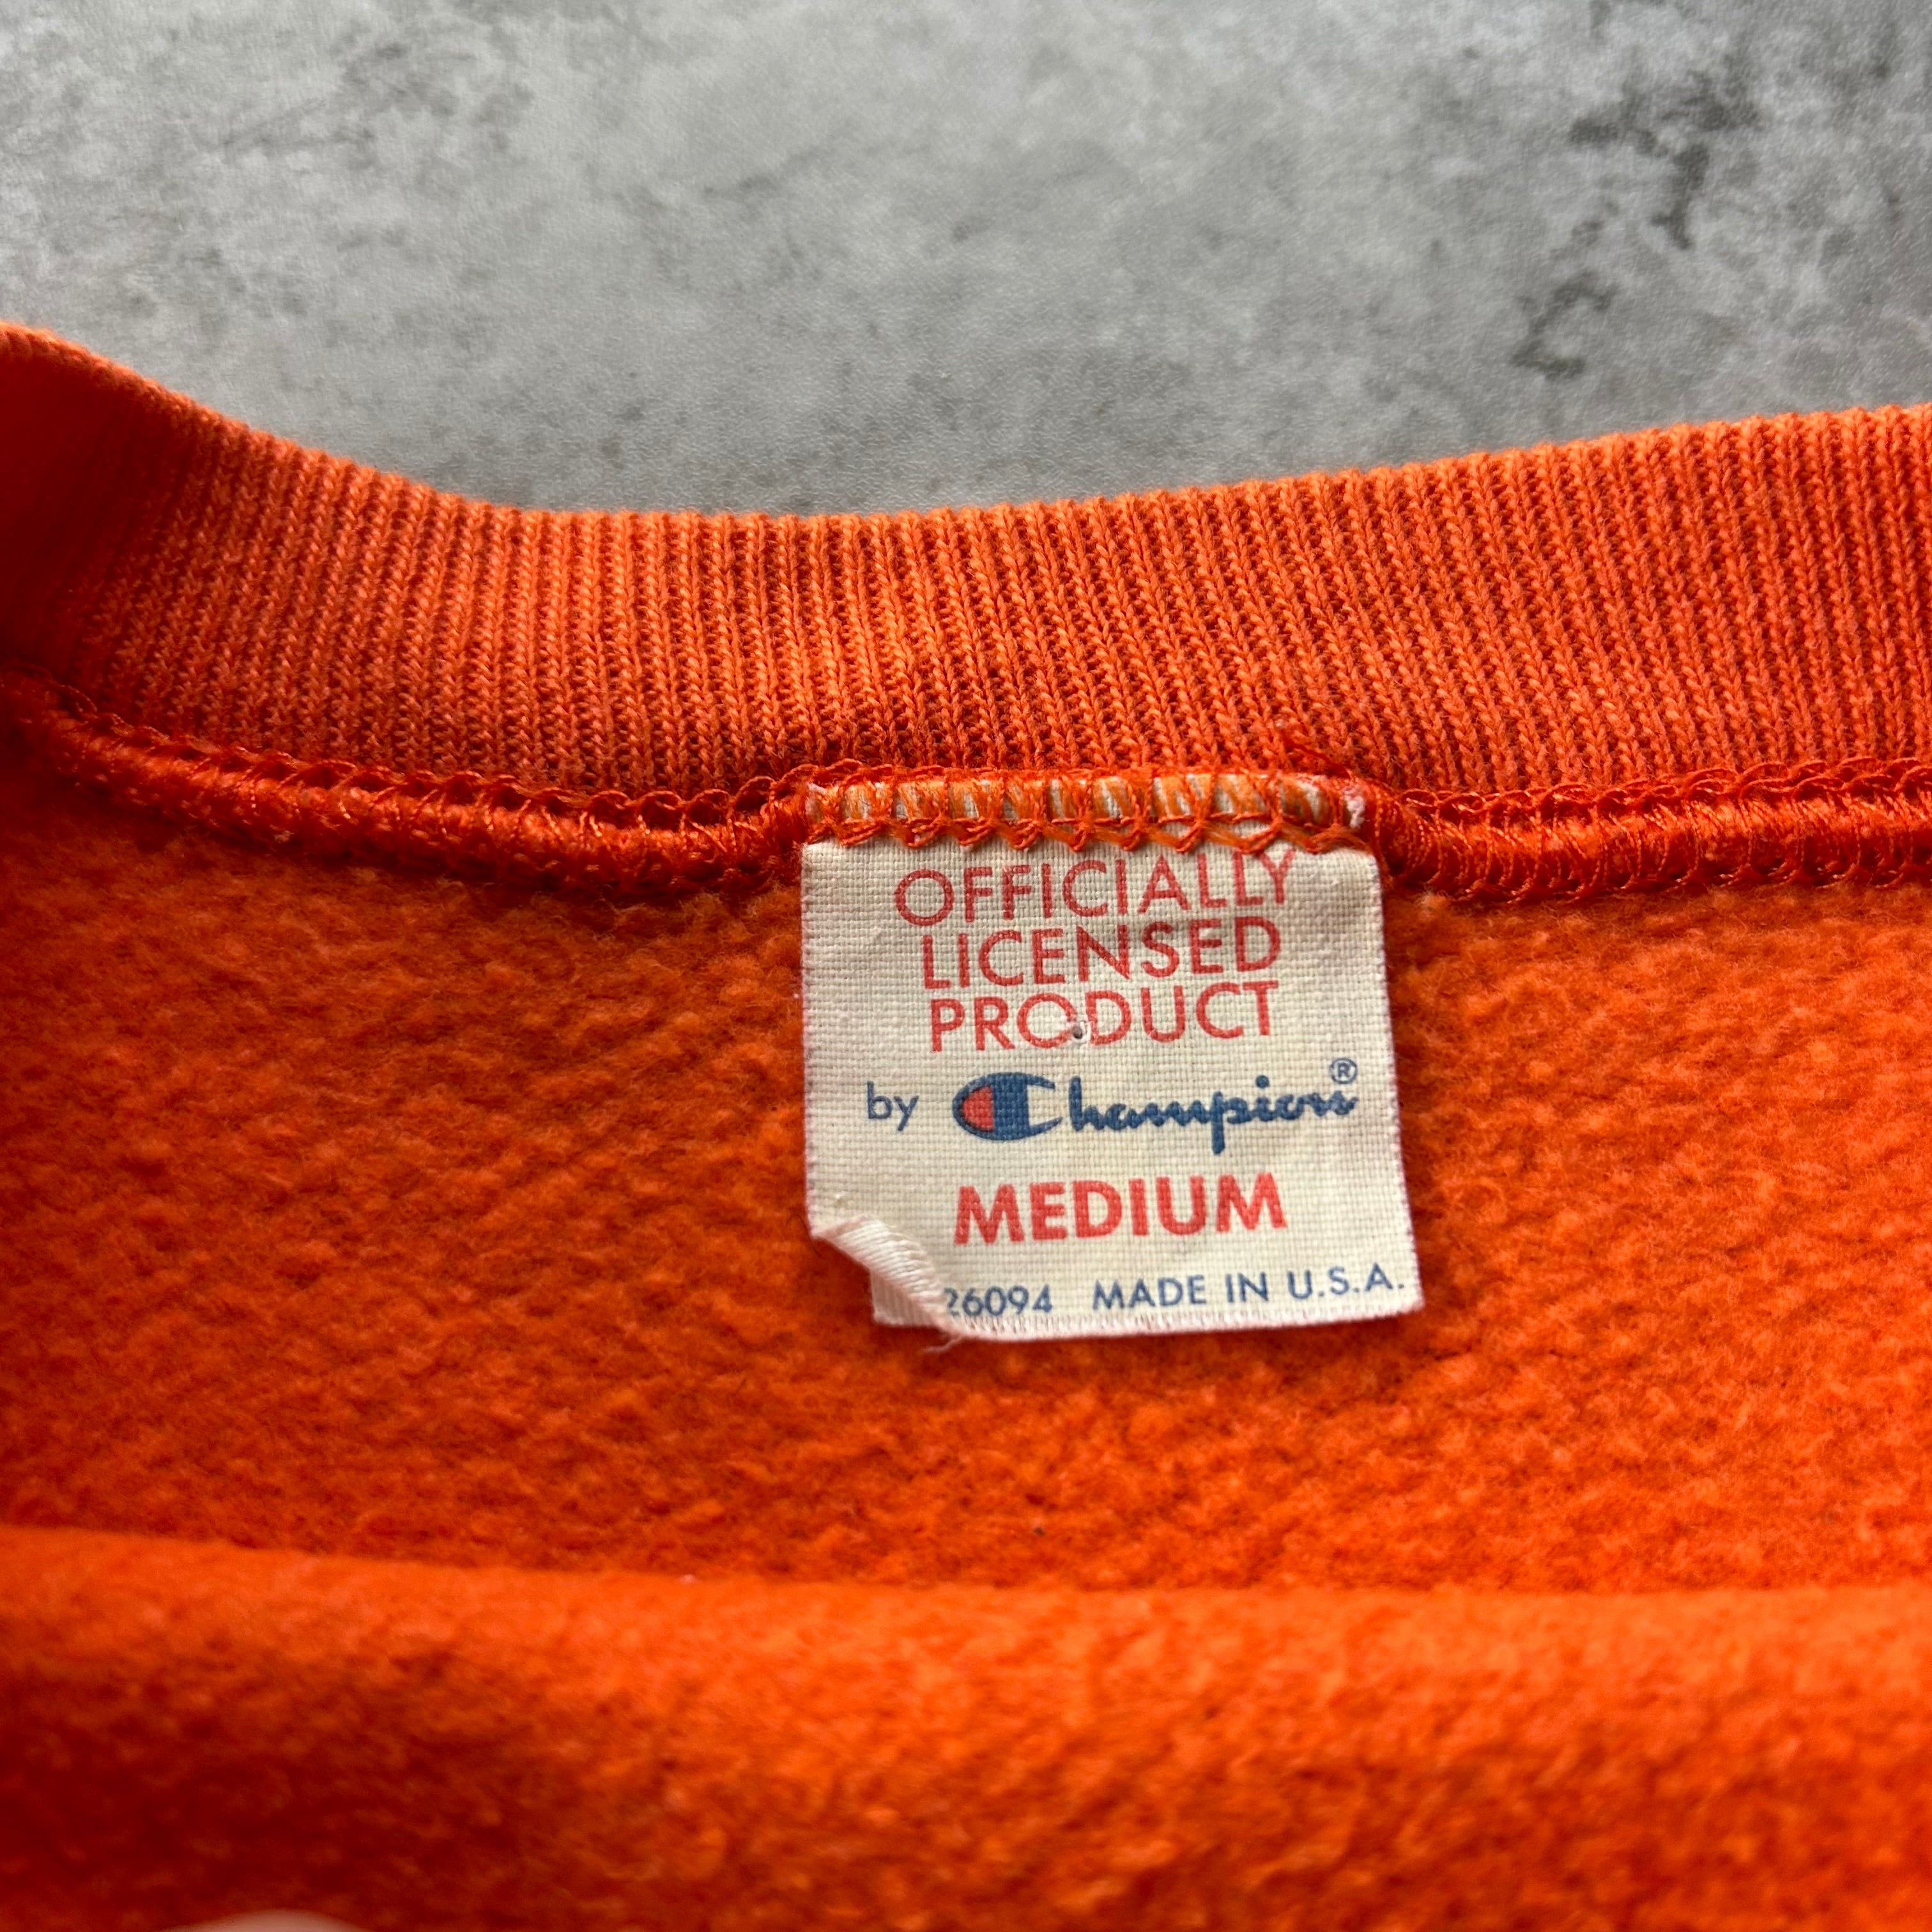 OFFICIALLY
LICENSED
PRODUCT
by Champion®
MEDIUM
26094 MADE IN U.S.A.